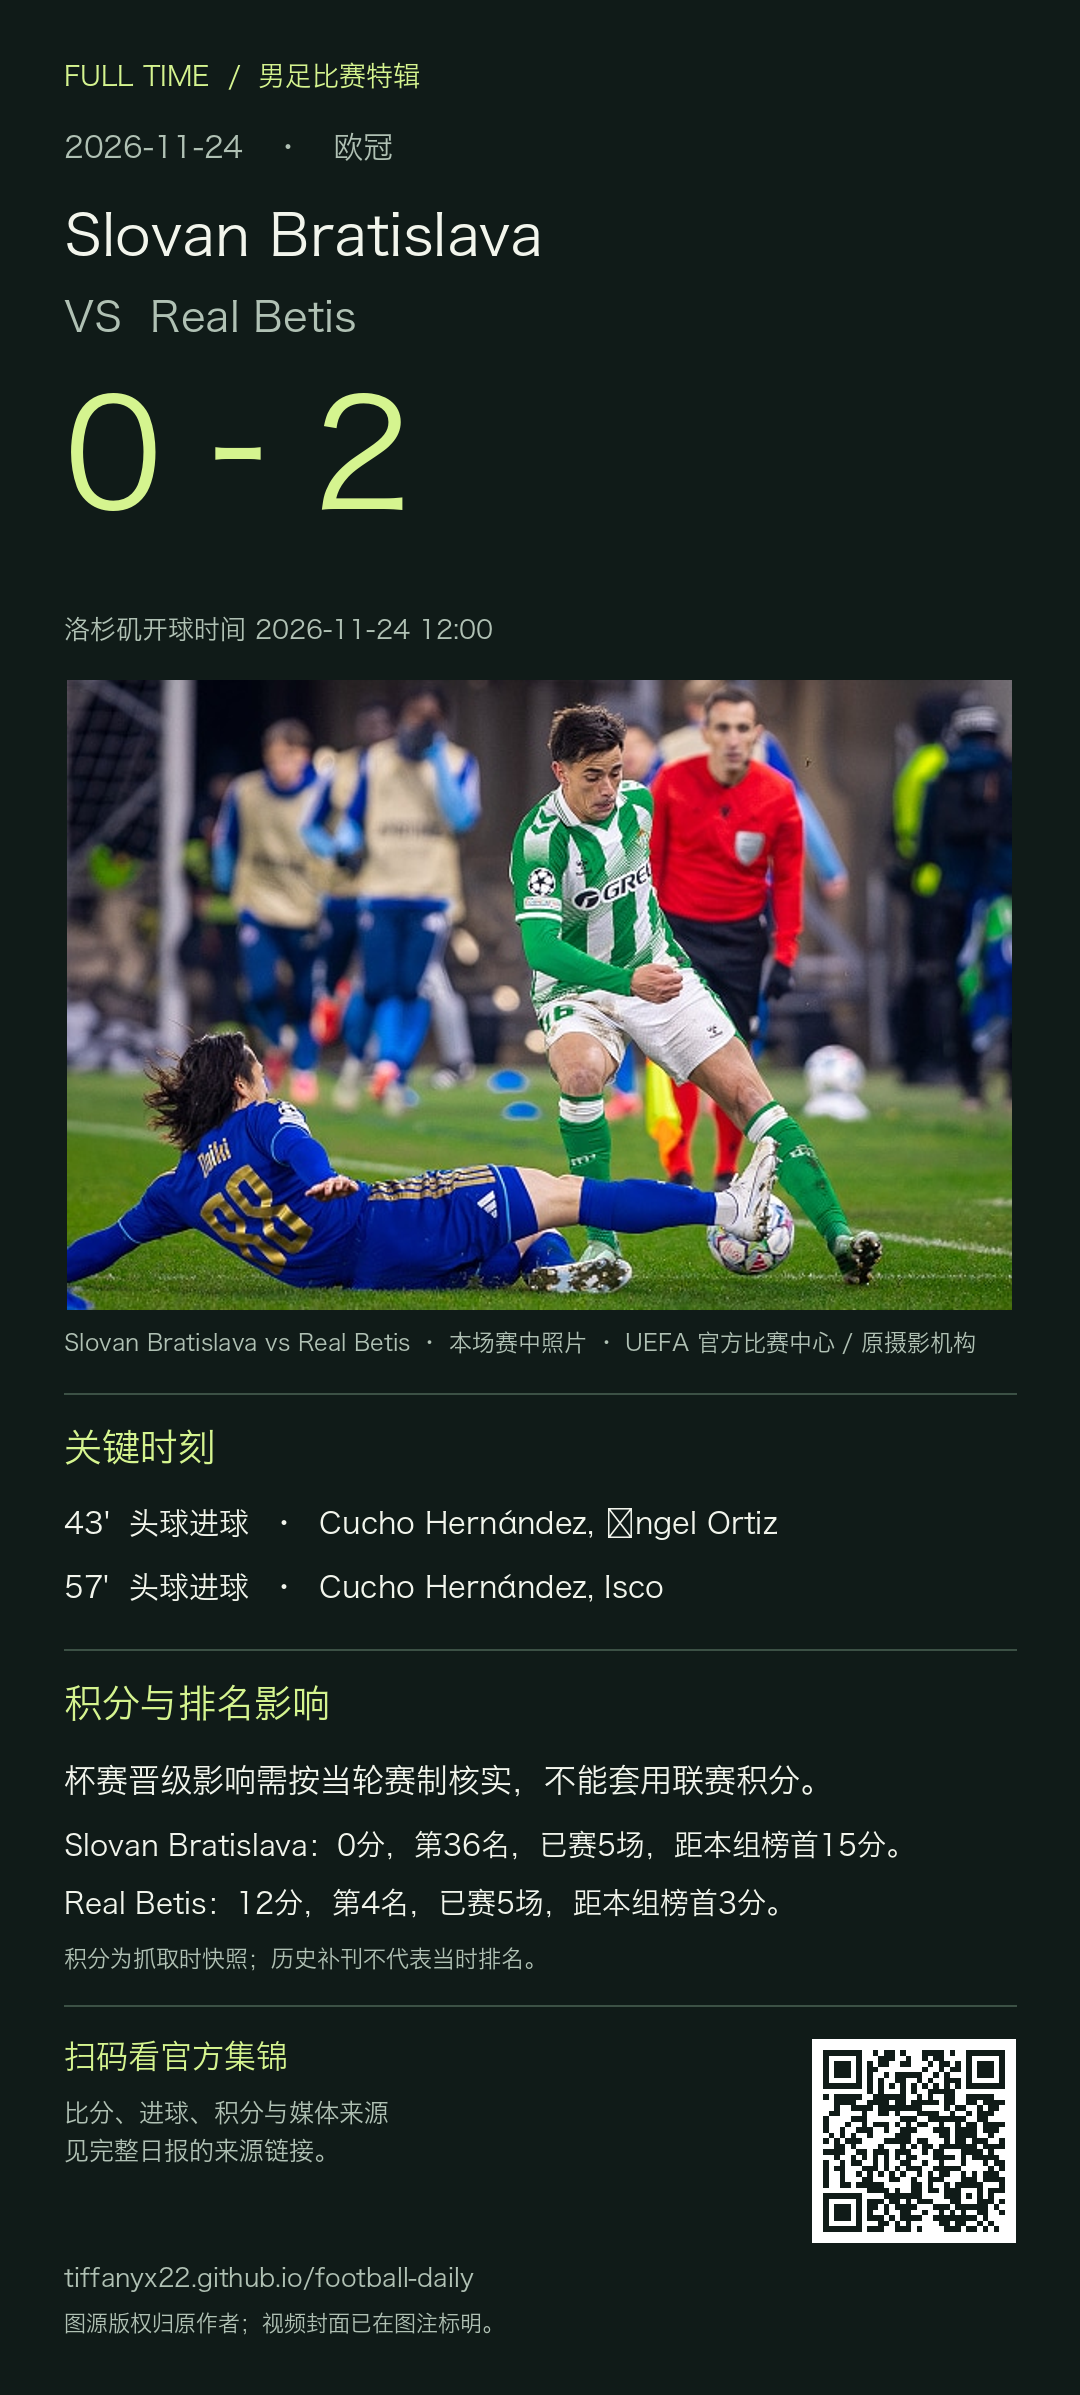 FULL TIME / 男足比赛特辑
2026-11-24 · 欧冠
Slovan Bratislava
VS Real Betis
0 - 2
洛杉矶开球时间 2026-11-24 12:00
GREE
16
Daiki
88
Slovan Bratislava vs Real Betis · 本场赛中照片 · UEFA 官方比赛中心 / 原摄影机构
关键时刻
43' 头球进球 · Cucho Hernández, ngel Ortiz
57' 头球进球 · Cucho Hernández, Isco
积分与排名影响
杯赛晋级影响需按当轮赛制核实，不能套用联赛积分。
Slovan Bratislava：0分，第36名，已赛5场，距本组榜首15分。
Real Betis：12分，第4名，已赛5场，距本组榜首3分。
积分为抓取时快照；历史补刊不代表当时排名。
扫码看官方集锦
比分、进球、积分与媒体来源
见完整日报的来源链接。
tiffanyx22.github.io/football-daily
图源版权归原作者；视频封面已在图注标明。